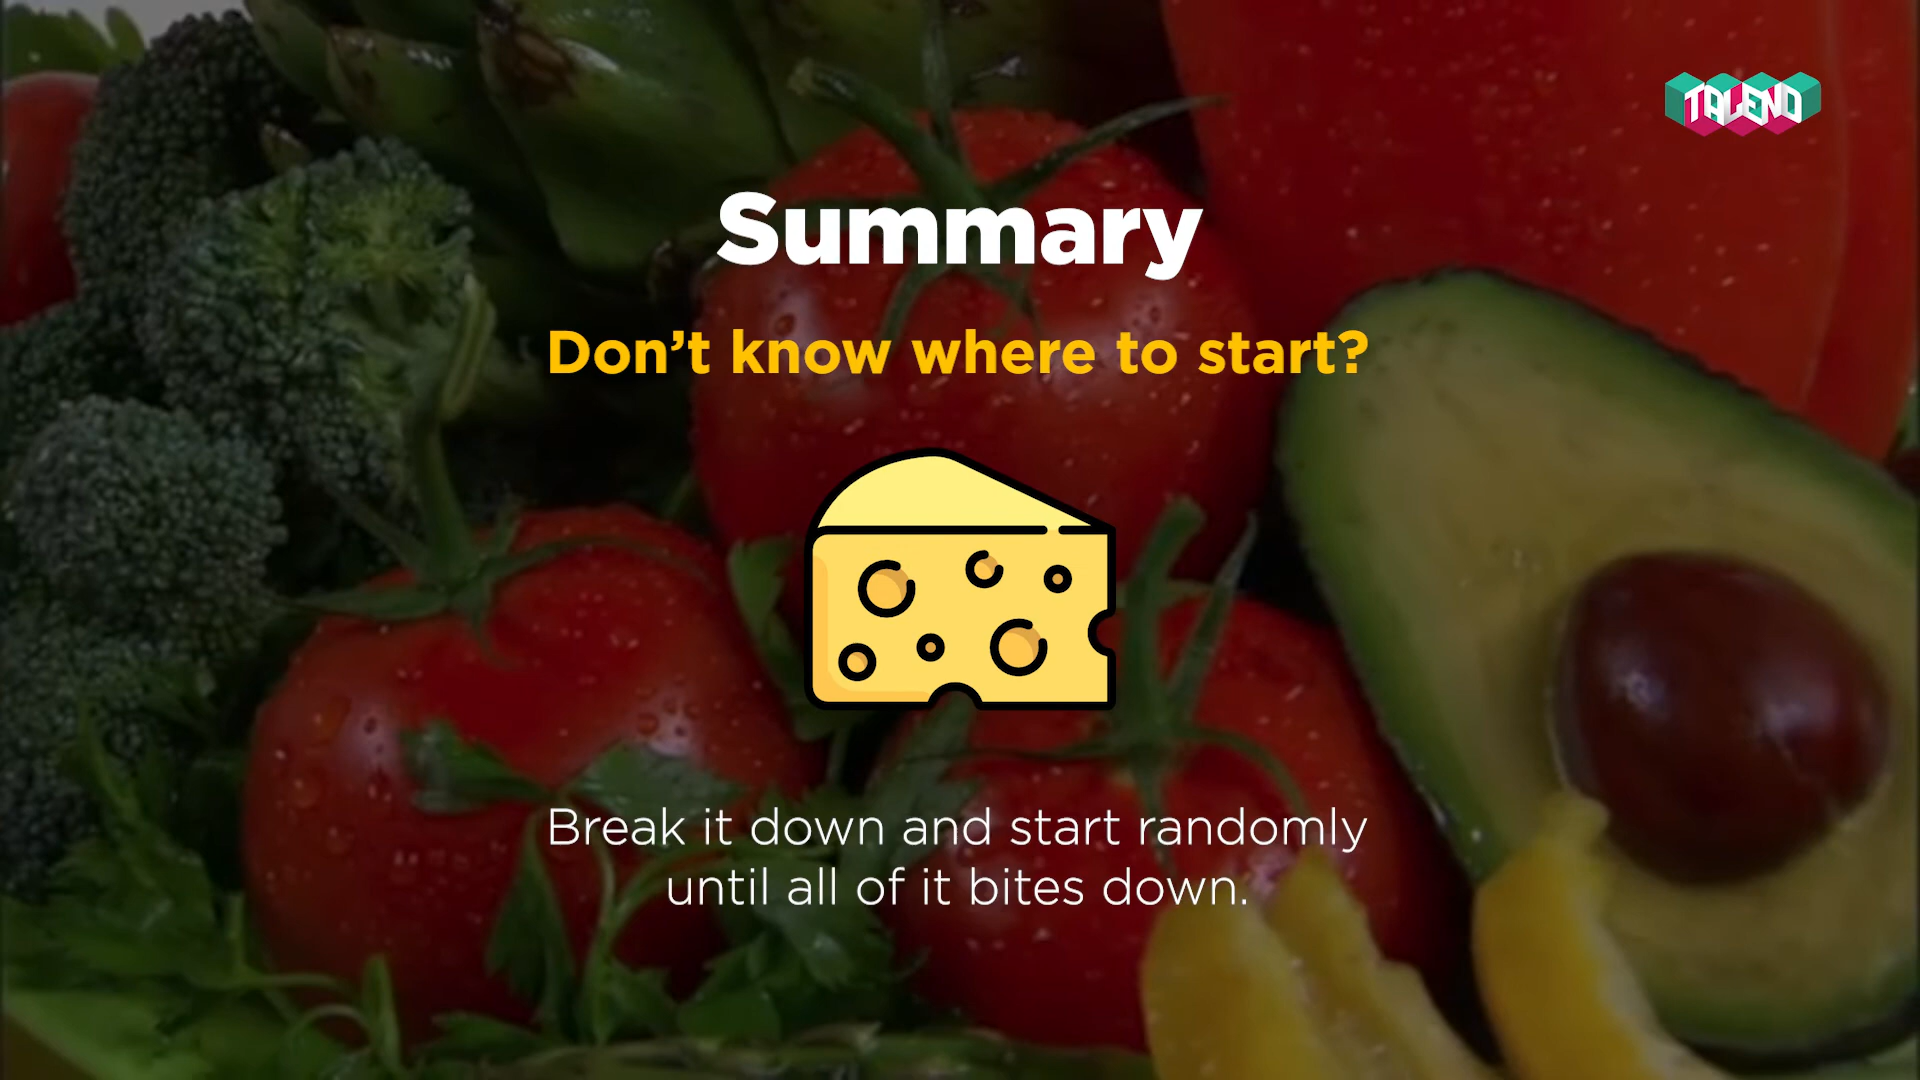 TALEND
Summary
Don’t know where to start?
Break it down and start randomly
until all of it bites down.